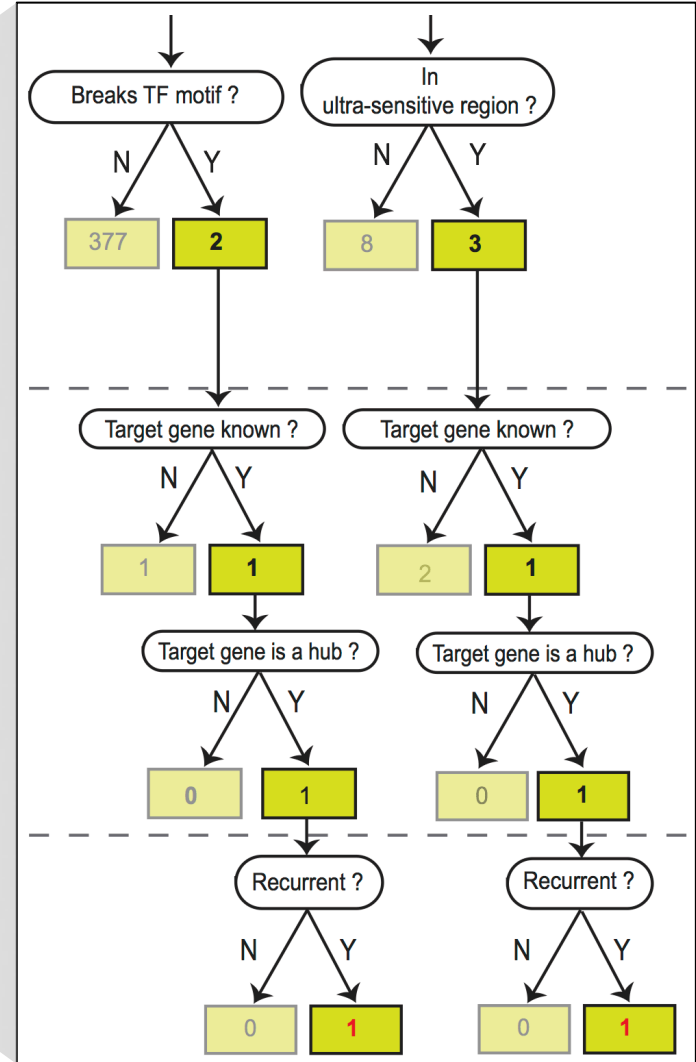 Breaks TF motif ?
In
ultra-sensitive region ?
N
Y
N
Y
377
2
8
3
Target gene known ?
Target gene known ?
N
Y
N
Y
1
1
2
1
Target gene is a hub ?
Target gene is a hub ?
N
Y
N
Y
0
1
0
1
Recurrent ?
Recurrent ?
N
Y
N
Y
0
1
0
1